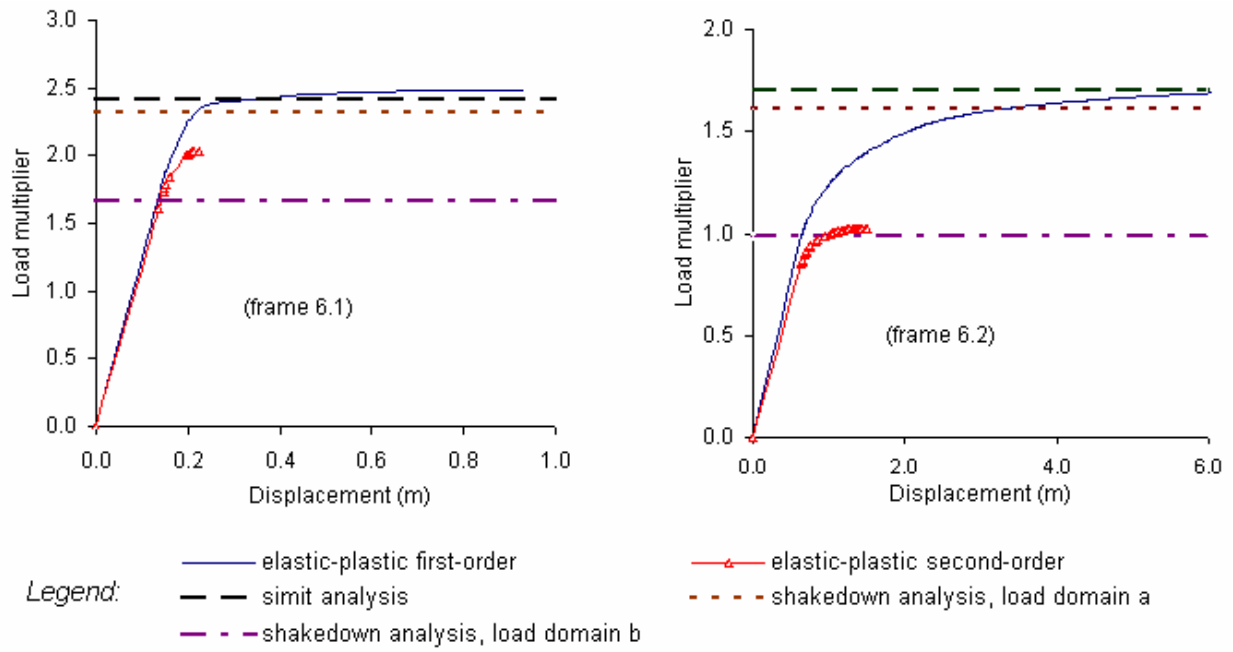 3.0
2.5
2.0
1.5
1.0
0.5
0.0
Load multiplier
(frame 6.1)
0.0 0.2 0.4 0.6 0.8 1.0
Displacement (m)
2.0
1.5
1.0
0.5
0.0
Load multiplier
(frame 6.2)
0.0 2.0 4.0 6.0
Displacement (m)
Legend:
elastic-plastic first-order
elastic-plastic second-order
simit analysis
shakedown analysis, load domain a
shakedown analysis, load domain b